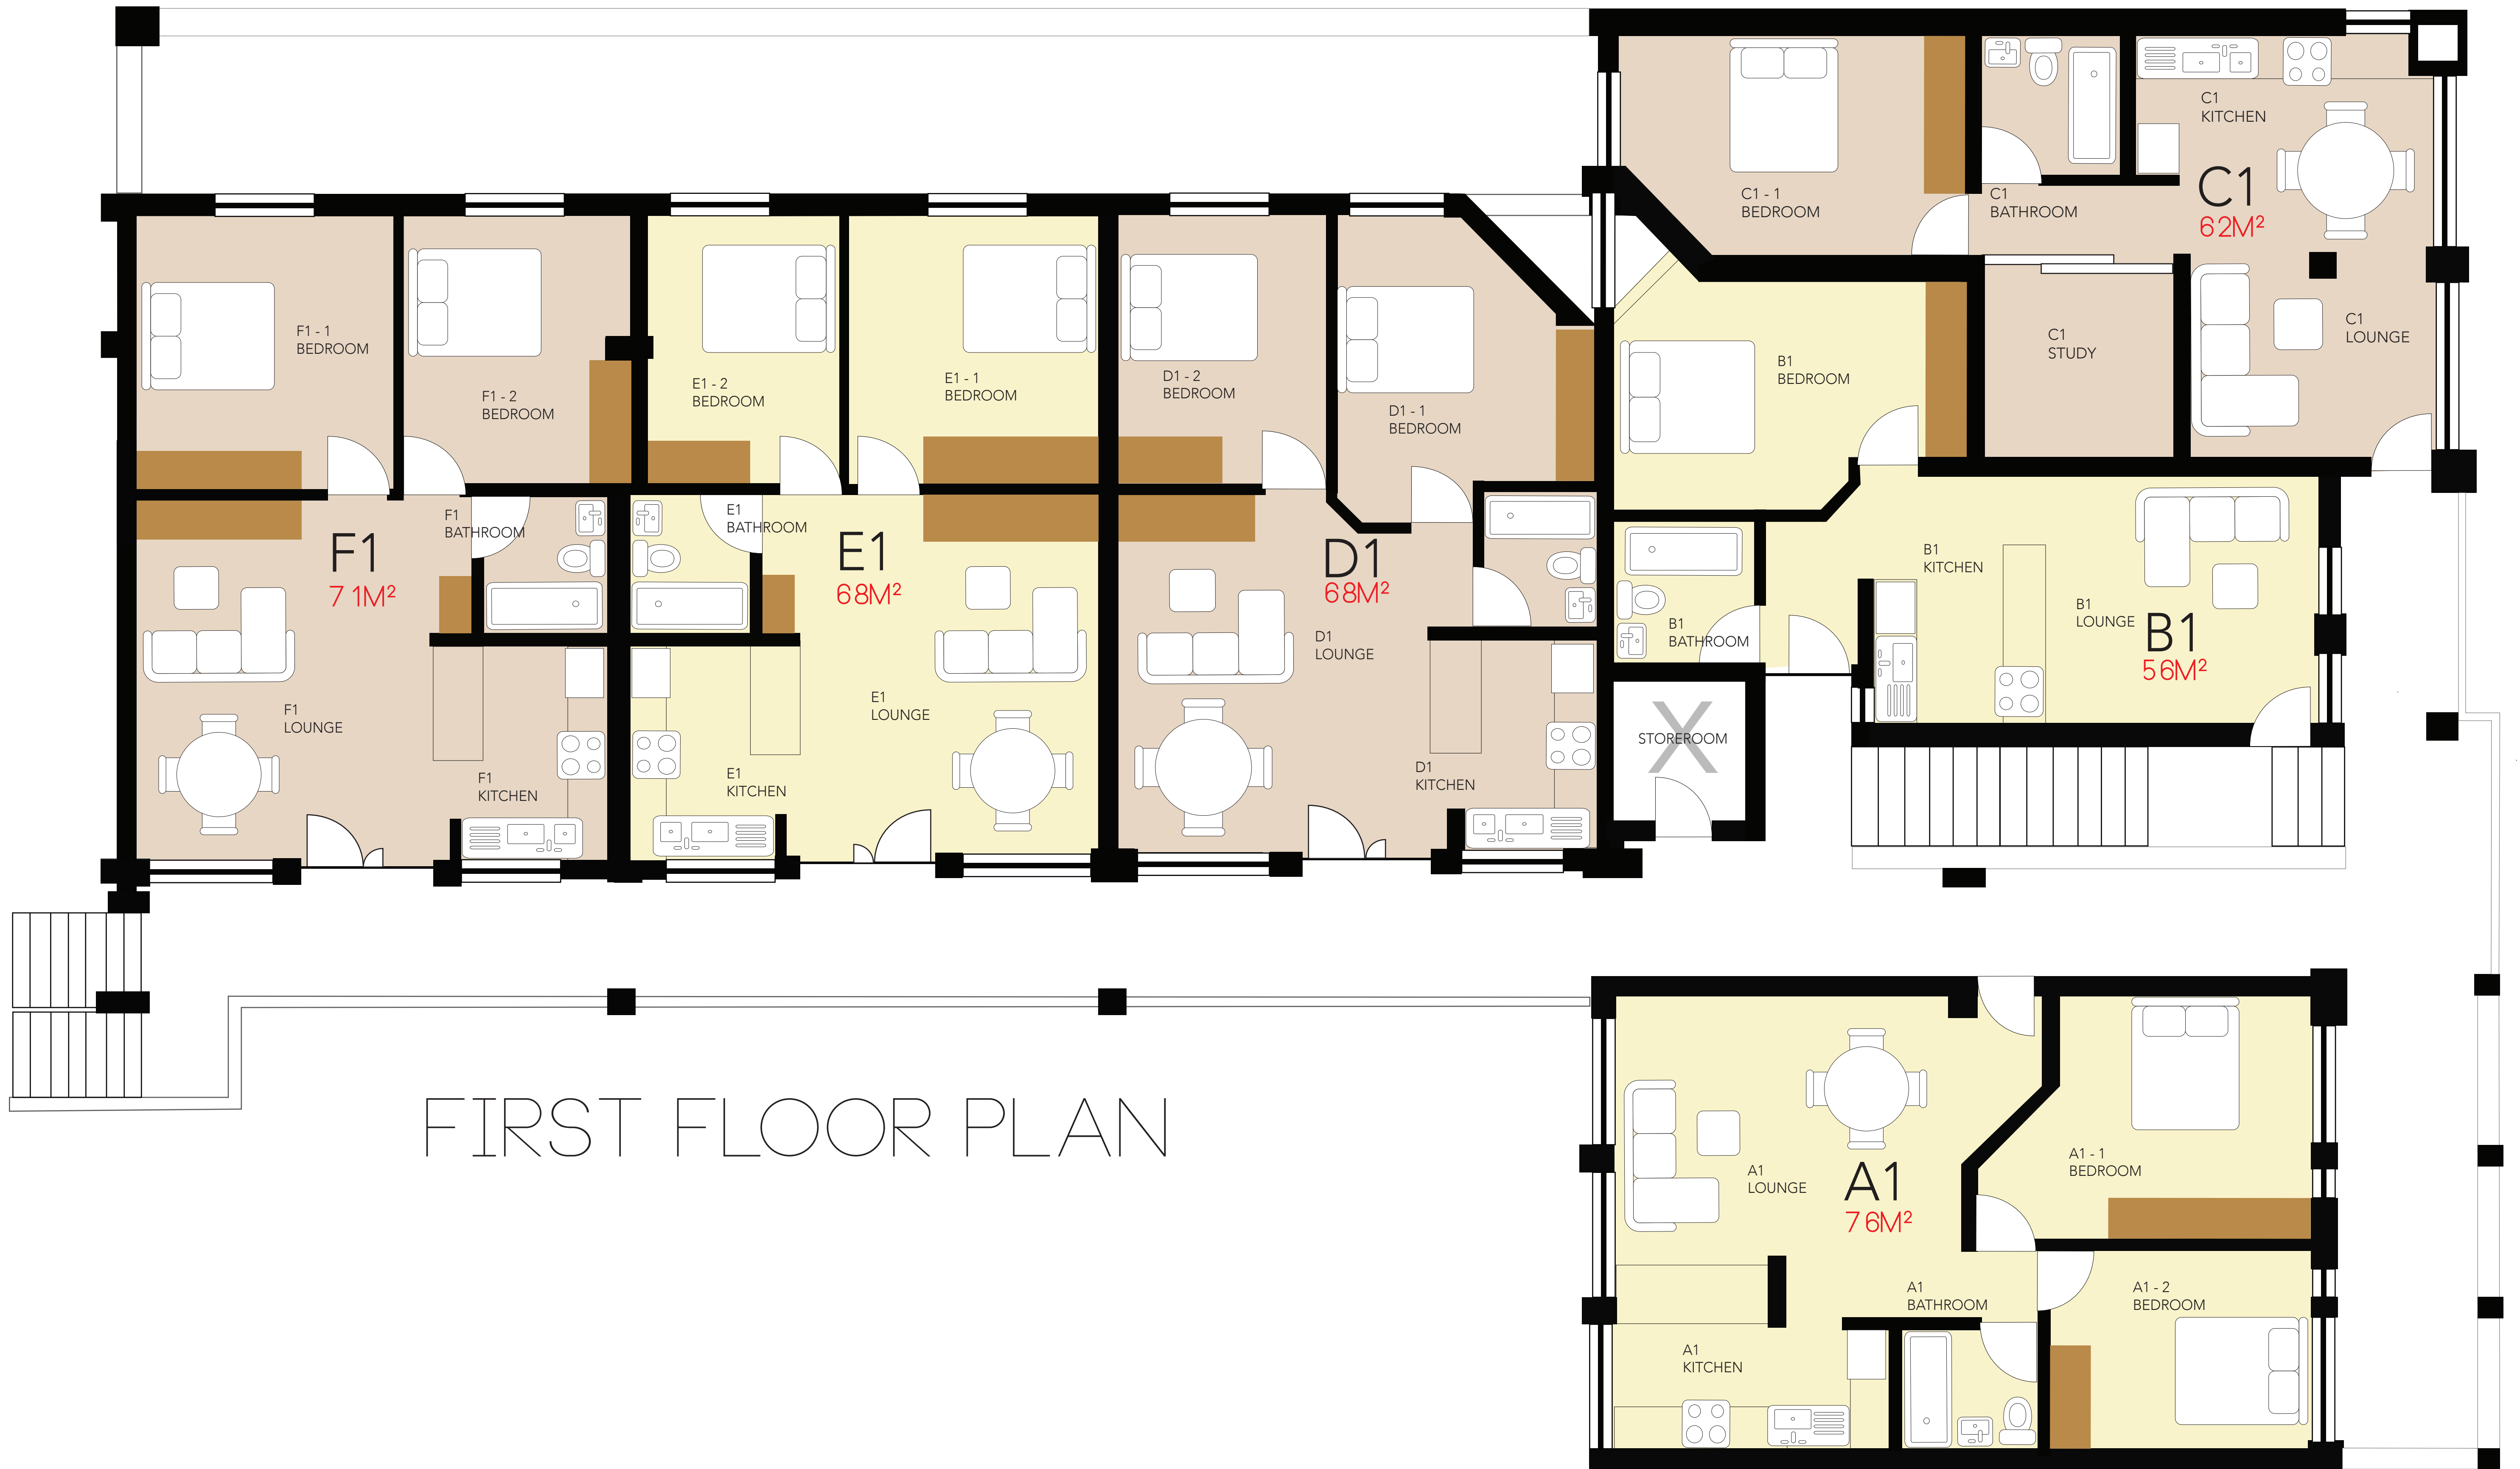 C1
KITCHEN
C1
62M²
C1 - 1
BEDROOM
C1
BATHROOM
C1
STUDY
C1
LOUNGE
F1 - 1
BEDROOM
F1 - 2
BEDROOM
E1 - 2
BEDROOM
E1 - 1
BEDROOM
D1 - 2
BEDROOM
D1 - 1
BEDROOM
B1
BEDROOM
F1
71M²
F1
BATHROOM
E1
BATHROOM
E1
68M²
D1
68M²
B1
KITCHEN
B1
LOUNGE
B1
56M²
B1
BATHROOM
F1
LOUNGE
F1
KITCHEN
E1
LOUNGE
E1
KITCHEN
D1
LOUNGE
D1
KITCHEN
X
STOREROOM
FIRST FLOOR PLAN
A1
LOUNGE
A1
76M²
A1 - 1
BEDROOM
A1
BATHROOM
A1 - 2
BEDROOM
A1
KITCHEN